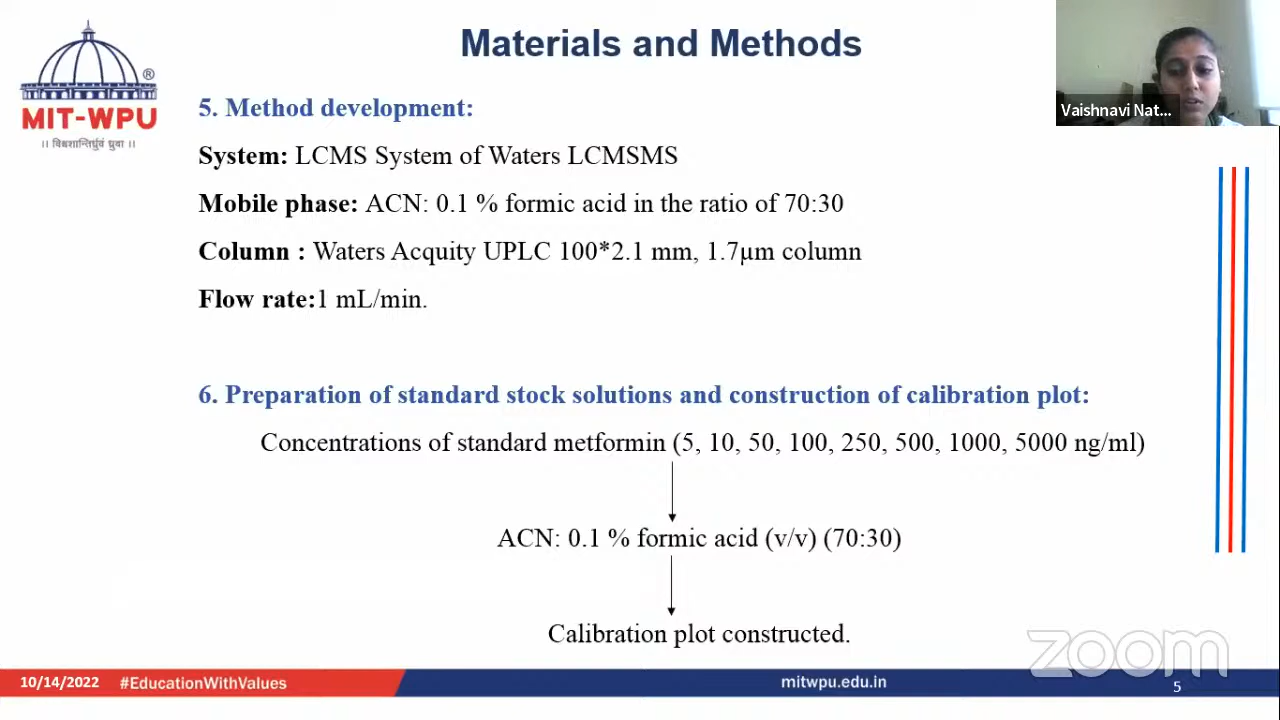 Materials and Methods
®
MIT-WPU
॥ विश्वशान्तिर्ध्रुवं ध्रुवा ॥
Vaishnavi Nat...
5. Method development:
System: LCMS System of Waters LCMSMS
Mobile phase: ACN: 0.1 % formic acid in the ratio of 70:30
Column : Waters Acquity UPLC 100*2.1 mm, 1.7µm column
Flow rate:1 mL/min.
6. Preparation of standard stock solutions and construction of calibration plot:
Concentrations of standard metformin (5, 10, 50, 100, 250, 500, 1000, 5000 ng/ml)
ACN: 0.1 % formic acid (v/v) (70:30)
Calibration plot constructed.
zoom
10/14/2022 #EducationWithValues mitwpu.edu.in 5